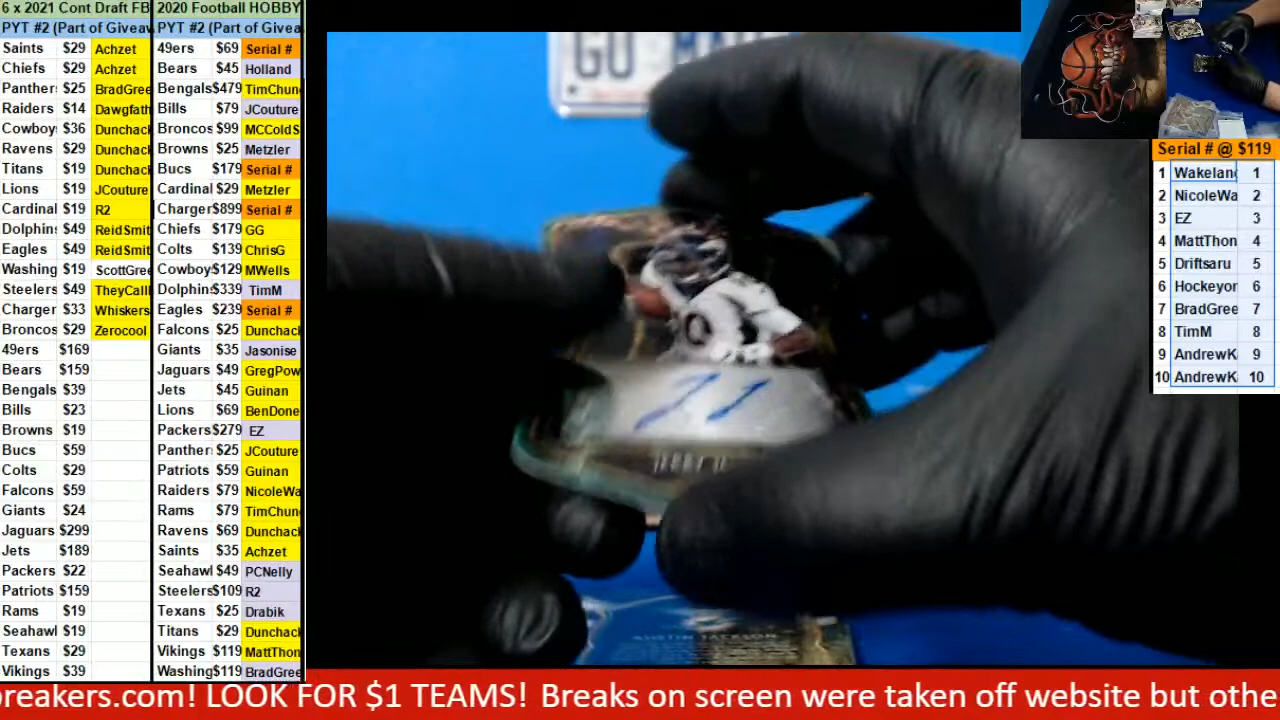 6 x 2021 Cont Draft FB
PYT #2 (Part of Giveaw
Saints $29 Achzet
Chiefs $29 Achzet
Panther $25 BradGree
Raiders $14 Dawgfath
Cowboy $36 Dunchack
Ravens $29 Dunchack
Titans $19 Dunchack
Lions $19 JCouture
Cardinal $19 R2
Dolphin $49 ReidSmit
Eagles $49 ReidSmit
Washing $19 ScottGree
Steelers $49 TheyCalll
Charger $33 Whiskers
Broncos $29 Zerocool
49ers $169
Bears $159
Bengals $39
Bills $23
Browns $19
Bucs $59
Colts $29
Falcons $59
Giants $24
Jaguars $299
Jets $189
Packers $22
Patriots $159
Rams $19
Seahawl $19
Texans $29
Vikings $39
2020 Football HOBBY
PYT #2 (Part of Givea
49ers $69 Serial #
Bears $45 Holland
Bengals $479 TimChun
Bills $79 JCouture
Broncos $99 MCColdS
Browns $25 Metzler
Bucs $179 Serial #
Cardinal $29 Metzler
Charger $899 Serial #
Chiefs $179 GG
Colts $139 ChrisG
Cowboy $129 MWells
Dolphin $339 TimM
Eagles $239 Serial #
Falcons $25 Dunchack
Giants $35 Jasonise
Jaguars $49 GregPow
Jets $45 Guinan
Lions $69 BenDone
Packers $279 EZ
Panther $25 JCouture
Patriots $59 Guinan
Raiders $79 NicoleWa
Rams $79 TimChun
Ravens $69 Dunchack
Saints $35 Achzet
Seahawl $49 PCNelly
Steelers $109 R2
Texans $25 Drabik
Titans $29 Dunchack
Vikings $119 MattThon
Washing $119 BradGree
GO
AUSTIN JACKSON
Serial # @ $119
1 Wakelan 1
2 NicoleWa 2
3 EZ 3
4 MattThon 4
5 Driftsaru 5
6 Hockeyor 6
7 BradGree 7
8 TimM 8
9 AndrewK 9
10 AndrewK 10
reakers.com! LOOK FOR $1 TEAMS! Breaks on screen were taken off website but othe